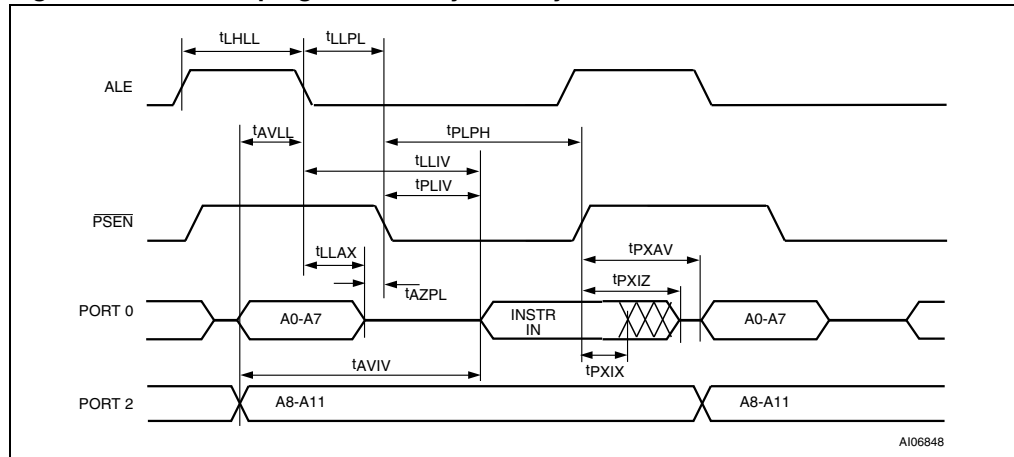 tLHLL tLLPL
ALE
tAVLL tPLPH
tLLIV
tPLIV
PSEN
tLLAX tPXAV
tPXIZ
tAZPL
PORT 0 A0-A7 INSTR IN A0-A7
tPXIX
tAVIV
PORT 2 A8-A11 A8-A11
AI06848